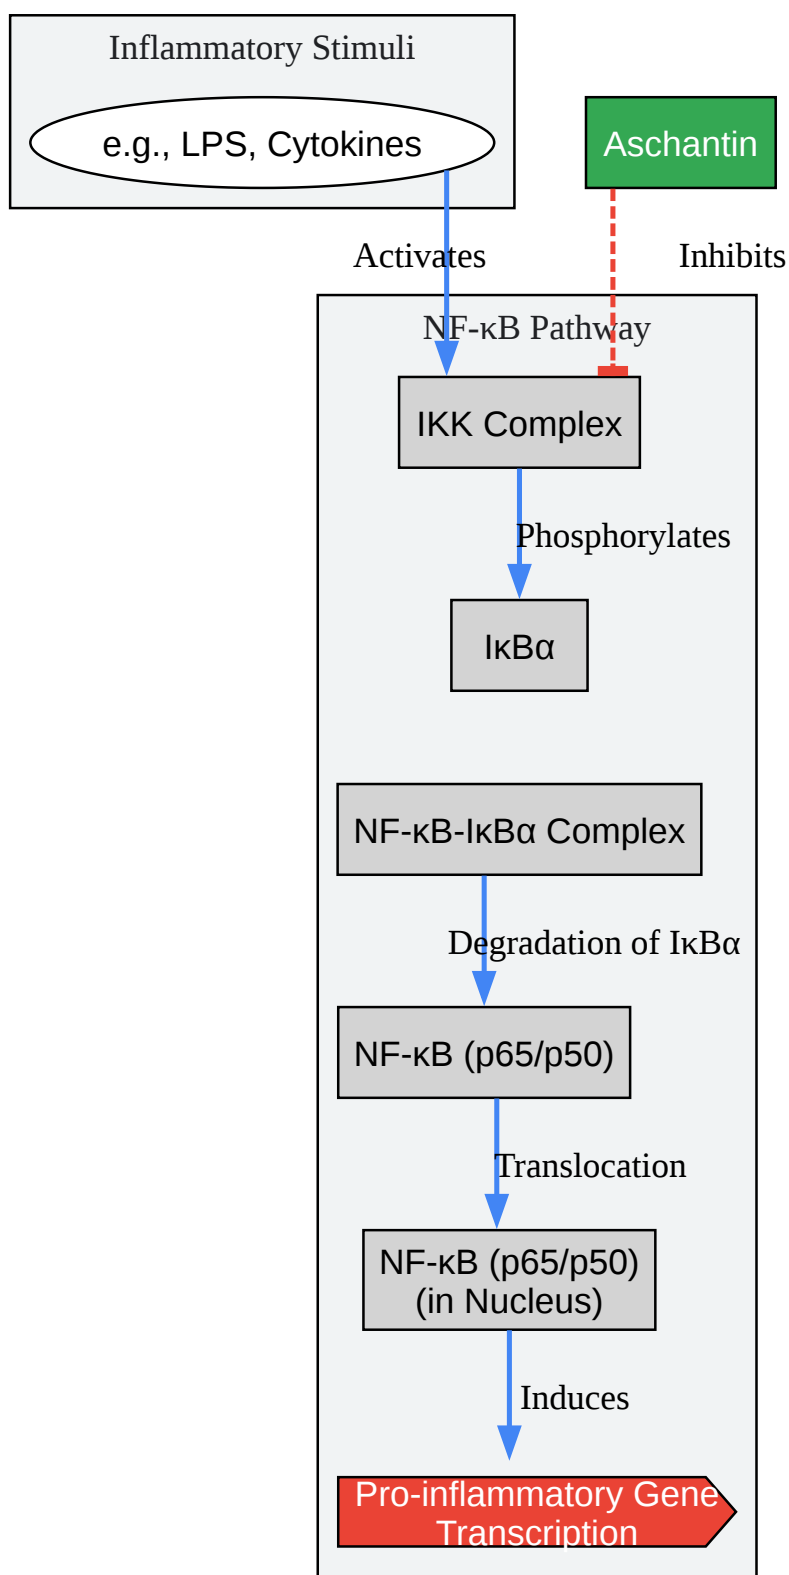 Inflammatory Stimuli
e.g., LPS, Cytokines
Aschantin
Activates
Inhibits
NF-κB Pathway
IKK Complex
Phosphorylates
IκBα
NF-κB-IκBα Complex
Degradation of IκBα
NF-κB (p65/p50)
Translocation
NF-κB (p65/p50)
(in Nucleus)
Induces
Pro-inflammatory Gene
Transcription